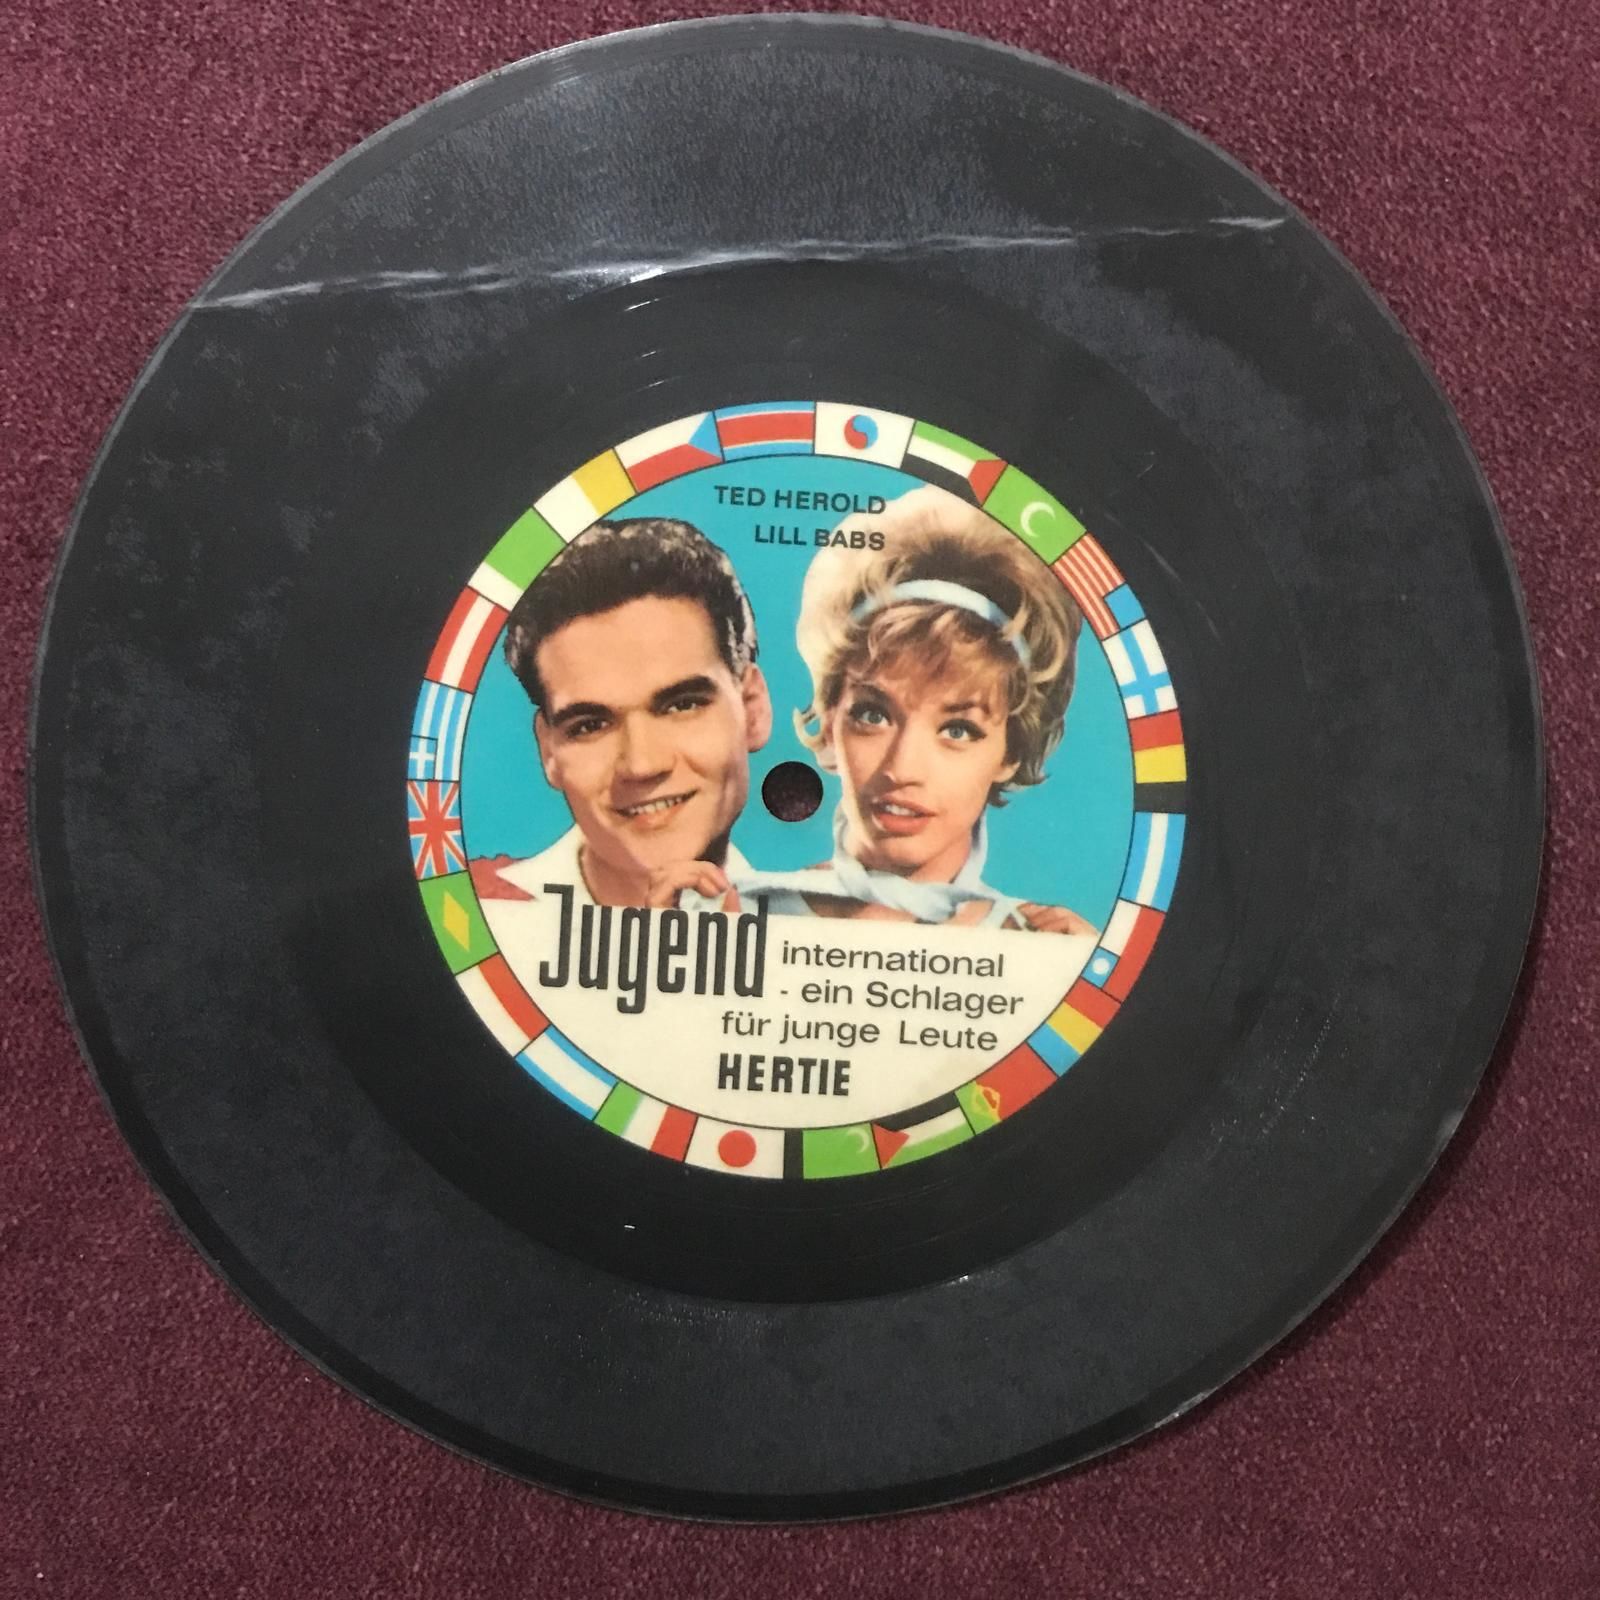 TED HEROLD
LILL BABS
Jugend international
- ein Schlager
für junge Leute
HERTIE